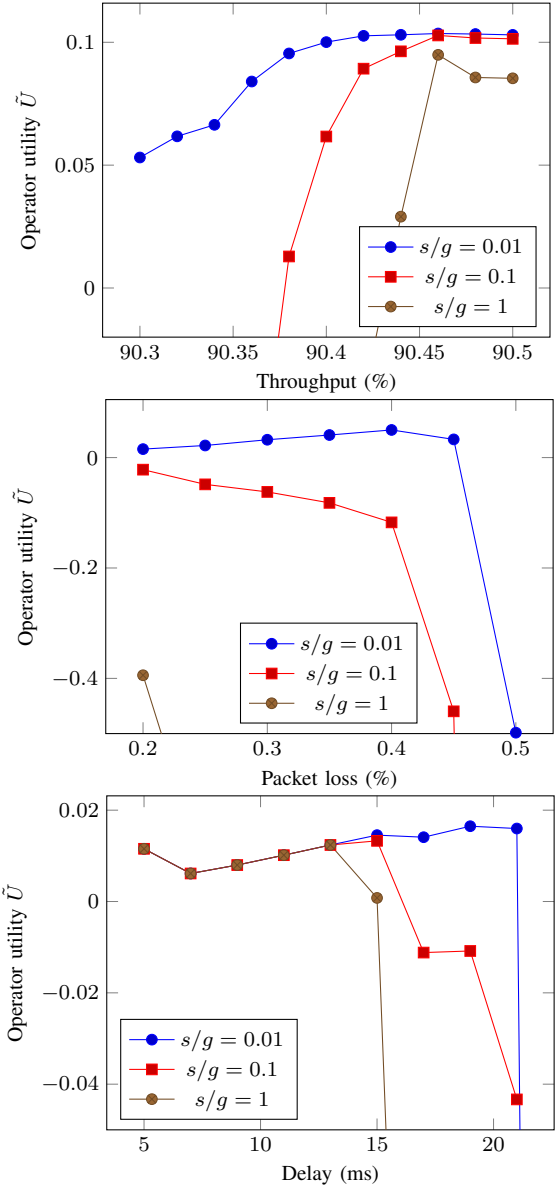 0.1
0.05
0
Operator utility Ũ
s/g = 0.01
s/g = 0.1
s/g = 1
90.3 90.35 90.4 90.45 90.5
Throughput (%)
0
−0.2
−0.4
Operator utility Ũ
s/g = 0.01
s/g = 0.1
s/g = 1
0.2 0.3 0.4 0.5
Packet loss (%)
0.02
0
−0.02
−0.04
Operator utility Ũ
s/g = 0.01
s/g = 0.1
s/g = 1
5 10 15 20
Delay (ms)